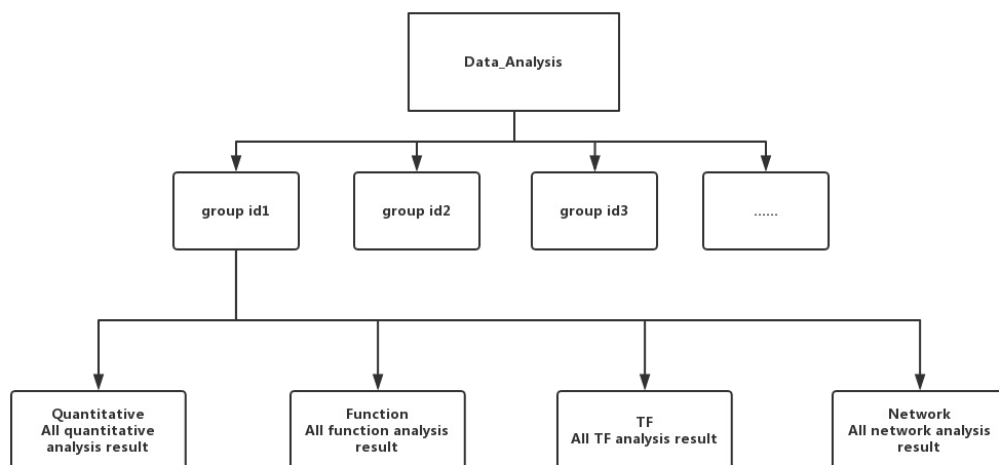 Data_Analysis
group id1
group id2
group id3
......
Quantitative
All quantitative
analysis result
Function
All function analysis
result
TF
All TF analysis result
Network
All network analysis
result